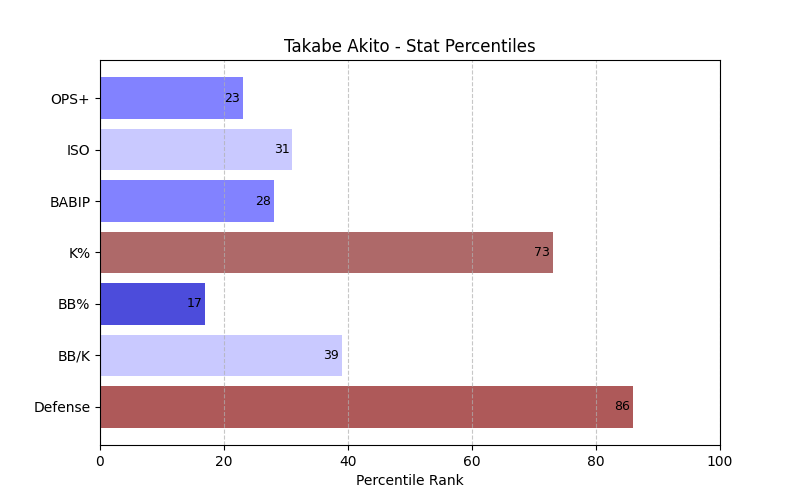 Takabe Akito - Stat Percentiles
OPS+ 23
ISO 31
BABIP 28
K% 73
BB% 17
BB/K 39
Defense 86
0 20 40 60 80 100
Percentile Rank